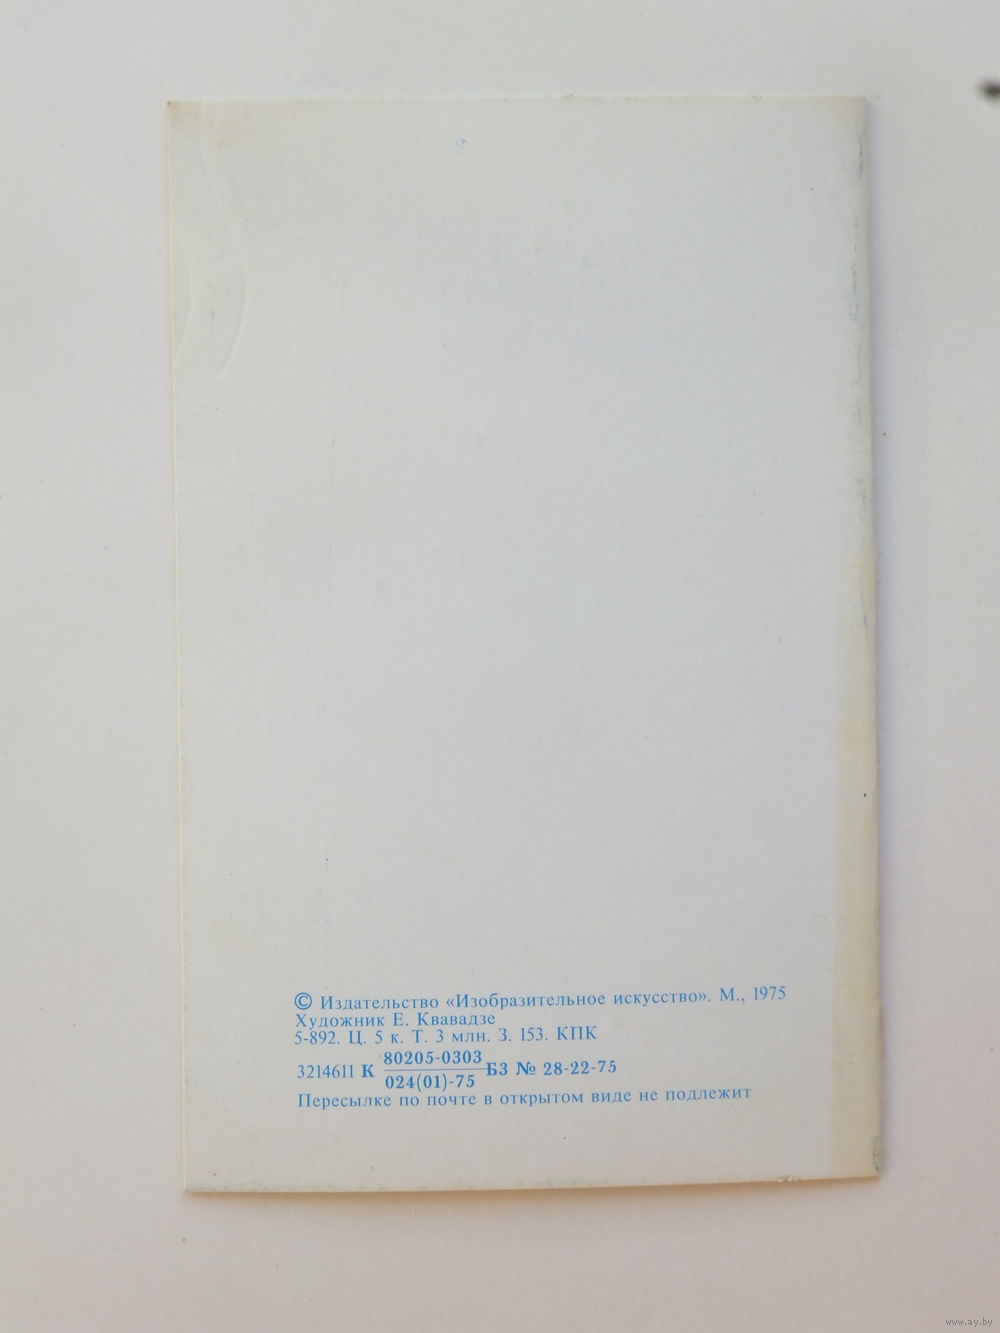 © Издательство «Изобразительное искусство». М., 1975
Художник Е. Квавадзе
5-892. Ц. 5 к. Т. 3 млн. З. 153. КПК
80205-0303
3214611 К БЗ № 28-22-75
024(01)-75
Пересылке по почте в открытом виде не подлежит
www.ay.by